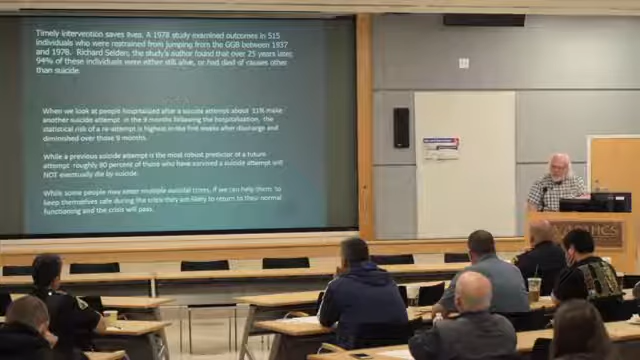 Timely intervention saves lives. A 1978 study examined outcomes in 515
individuals who were restrained from jumping from the GGB between 1937
and 1978. Richard Seiden, the study's author found that over 25 years later,
94% of these individuals were either still alive, or had died of causes other
than suicide.
When we look at people hospitalized after a suicide attempt about 11% make
another suicide attempt in the 9 months following the hospitalization, the
statistical risk of a re-attempt is highest in the first weeks after discharge and
diminished over those 9 months.
While a previous suicide attempt is the most robust predictor of a future
attempt roughly 90 percent of those who have survived a suicide attempt will
NOT eventually die by suicide.
While some people may enter multiple suicidal crises, if we can help them to
keep themselves safe during the crisis they are likely to return to their normal
functioning and the crisis will pass.